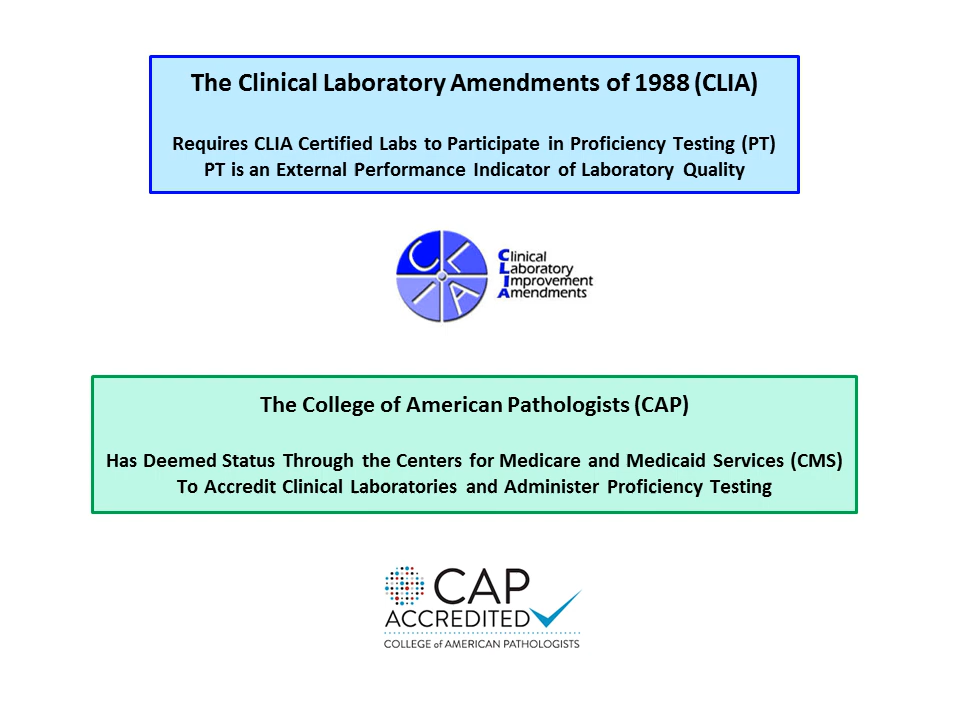 The Clinical Laboratory Amendments of 1988 (CLIA)
Requires CLIA Certified Labs to Participate in Proficiency Testing (PT)
PT is an External Performance Indicator of Laboratory Quality
CLIA
Clinical
Laboratory
Improvement
Amendments
The College of American Pathologists (CAP)
Has Deemed Status Through the Centers for Medicare and Medicaid Services (CMS)
To Accredit Clinical Laboratories and Administer Proficiency Testing
CAP
ACCREDITED
COLLEGE of AMERICAN PATHOLOGISTS